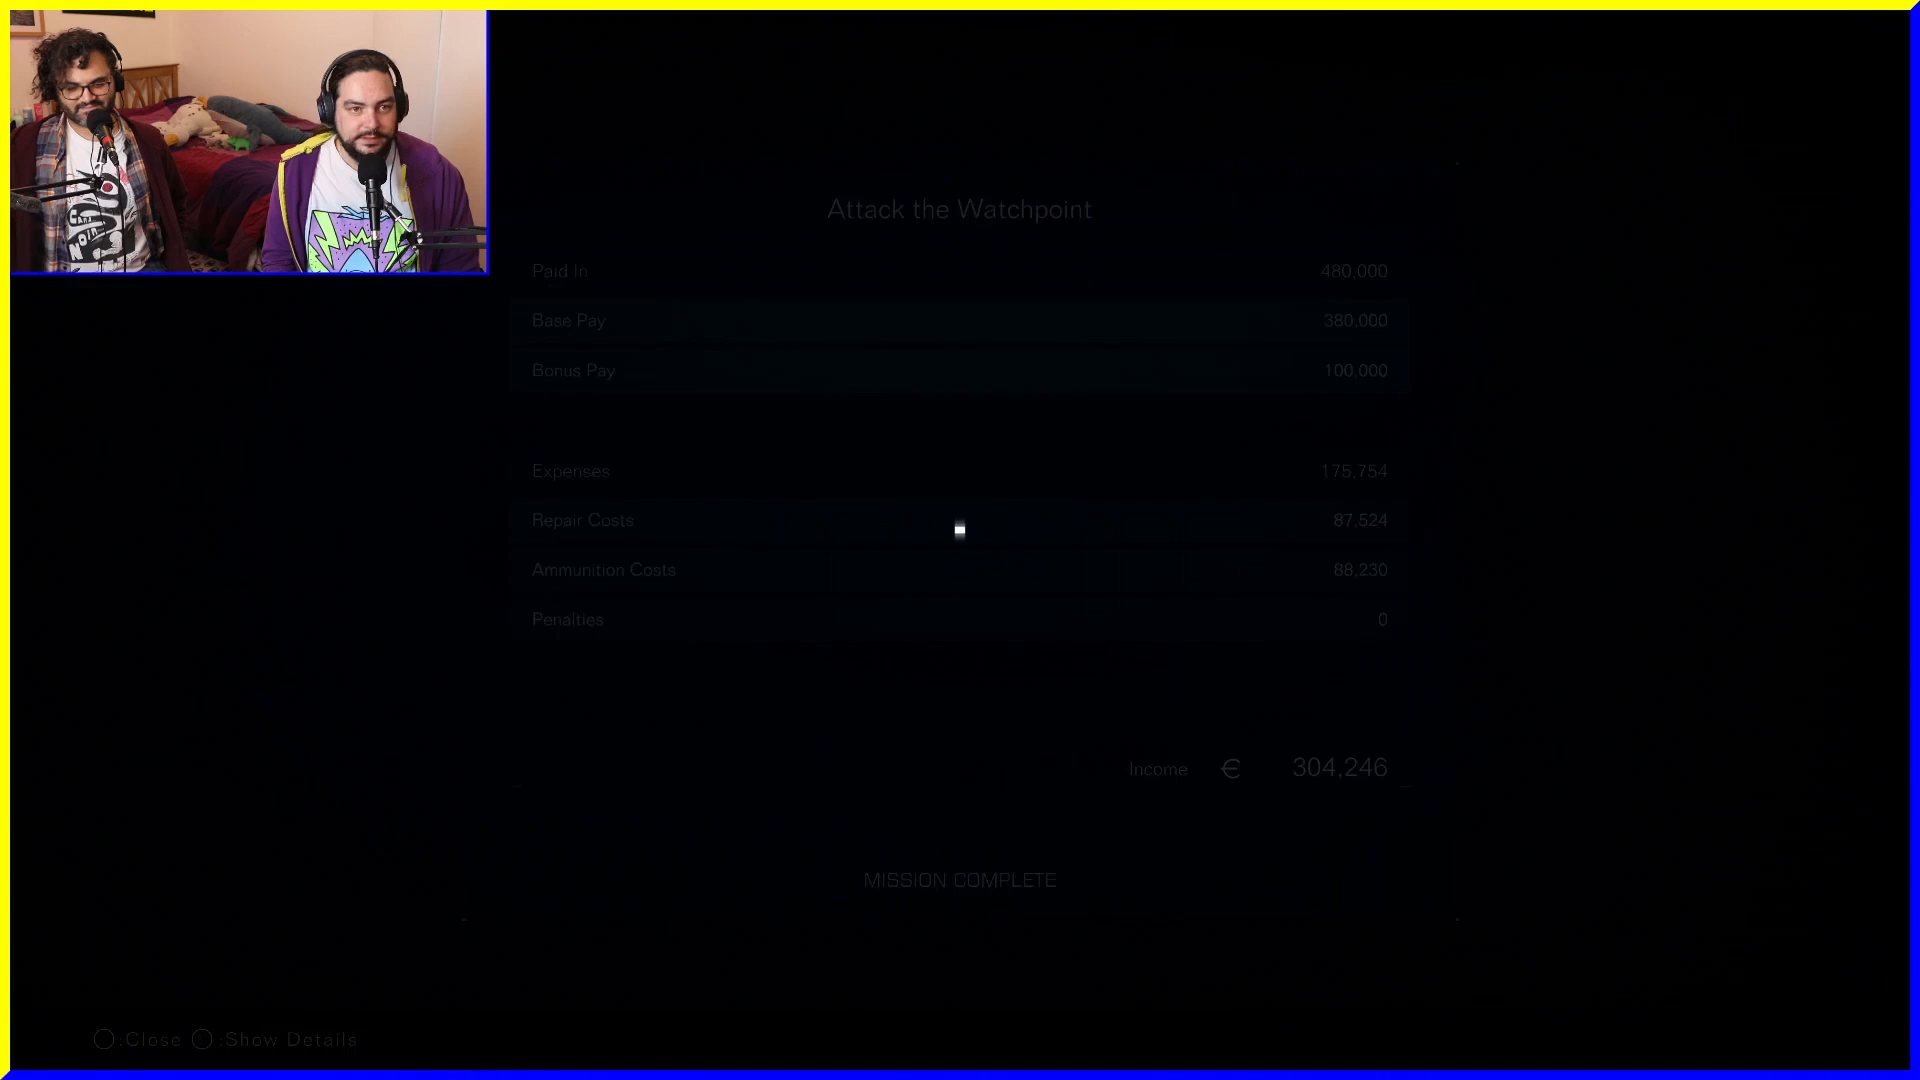 Attack the Watchpoint
Paid In 480,000
Base Pay 380,000
Bonus Pay 100,000
Expenses 175,754
Repair Costs 87,524
Ammunition Costs 88,230
Penalties 0
Income 304,246
MISSION COMPLETE
:Close :Show Details